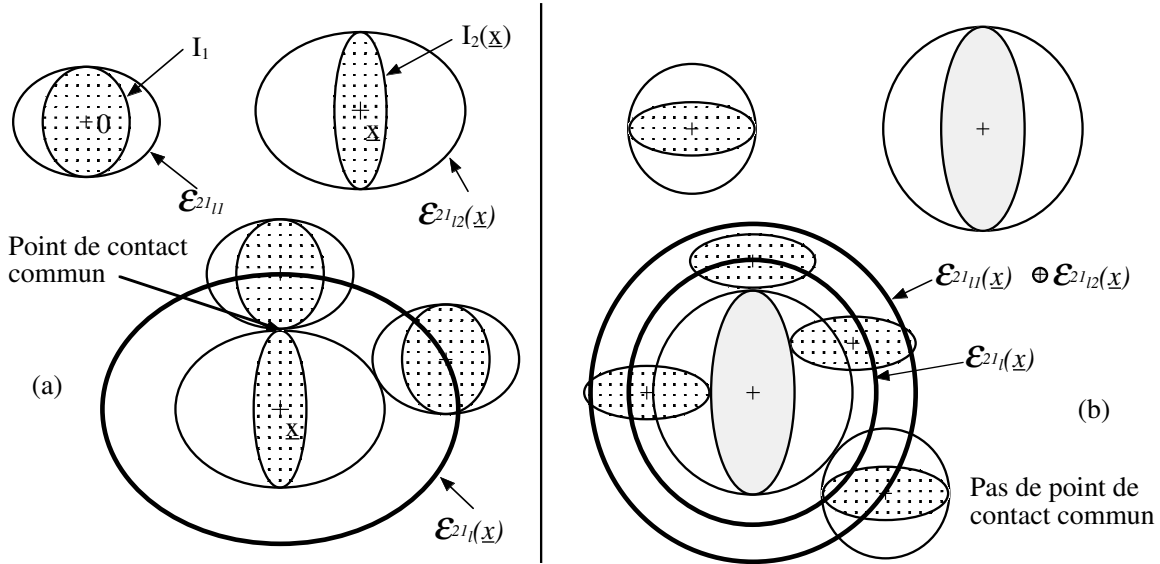 I₁
I₂(x)
0
x
ℰ²¹ₗ₁
ℰ²¹ₗ₂(x)
Point de contact
commun
(a)
x
ℰ²¹ₗ(x)
ℰ²¹ₗ₁(x) ⊕ ℰ²¹ₗ₂(x)
ℰ²¹ₗ(x)
(b)
Pas de point de
contact commun